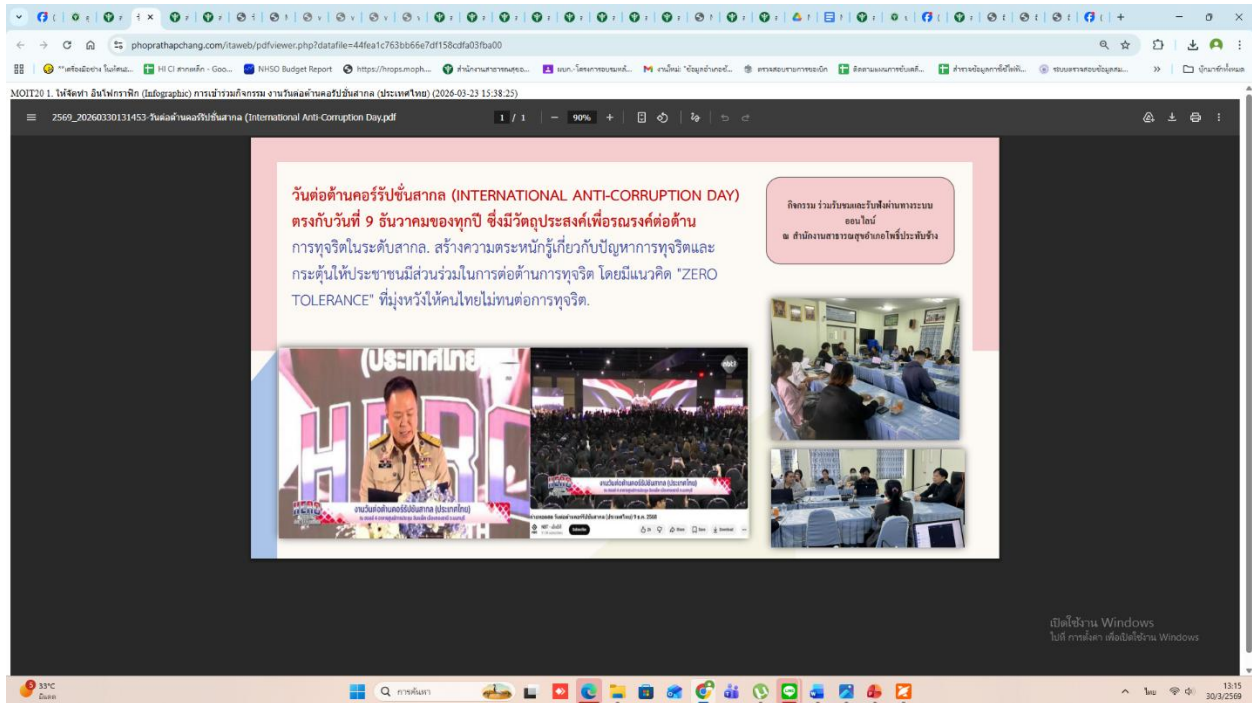 phoprathapchang.com/itaweb/pdfviewer.php?datafile=44fea1c763bb66e7df158cdfa03fba00
NHSO Budget Report
https://hrops.moph...
MOIT20 1. ให้จัดทำ อินโฟกราฟิก (Infographic) การเข้าร่วมกิจกรรม งานวันต่อต้านคอรัปชั่นสากล (ประเทศไทย) (2026-03-23 15:38:25)
2569_20260330131453-วันต่อต้านคอร์รัปชั่นสากล (International Anti-Corruption Day).pdf
1 / 1
90%
วันต่อต้านคอร์รัปชั่นสากล (INTERNATIONAL ANTI-CORRUPTION DAY)
ตรงกับวันที่ 9 ธันวาคมของทุกปี ซึ่งมีวัตถุประสงค์เพื่อรณรงค์ต่อต้าน
การทุจริตในระดับสากล. สร้างความตระหนักรู้เกี่ยวกับปัญหาการทุจริตและ
กระตุ้นให้ประชาชนมีส่วนร่วมในการต่อต้านการทุจริต โดยมีแนวคิด "ZERO
TOLERANCE" ที่มุ่งหวังให้คนไทยไม่ทนต่อการทุจริต.
กิจกรรม ร่วมรับชมและรับฟังผ่านทางระบบ
ออนไลน์
ณ สำนักงานสาธารณสุขอำเภอโพธิ์ประทับช้าง
(ประเทศไทย)
HERO
งานวันต่อต้านคอร์รัปชันสากล (ประเทศไทย)
nbt
งานวันต่อต้านคอร์รัปชันสากล (ประเทศไทย)
Subscribe
Share
Save
Download
เปิดใช้งาน Windows
ไปที่ การตั้งค่า เพื่อเปิดใช้งาน Windows
33°C
มีแดด
การค้นหา
ไทย
13:15
30/3/2569